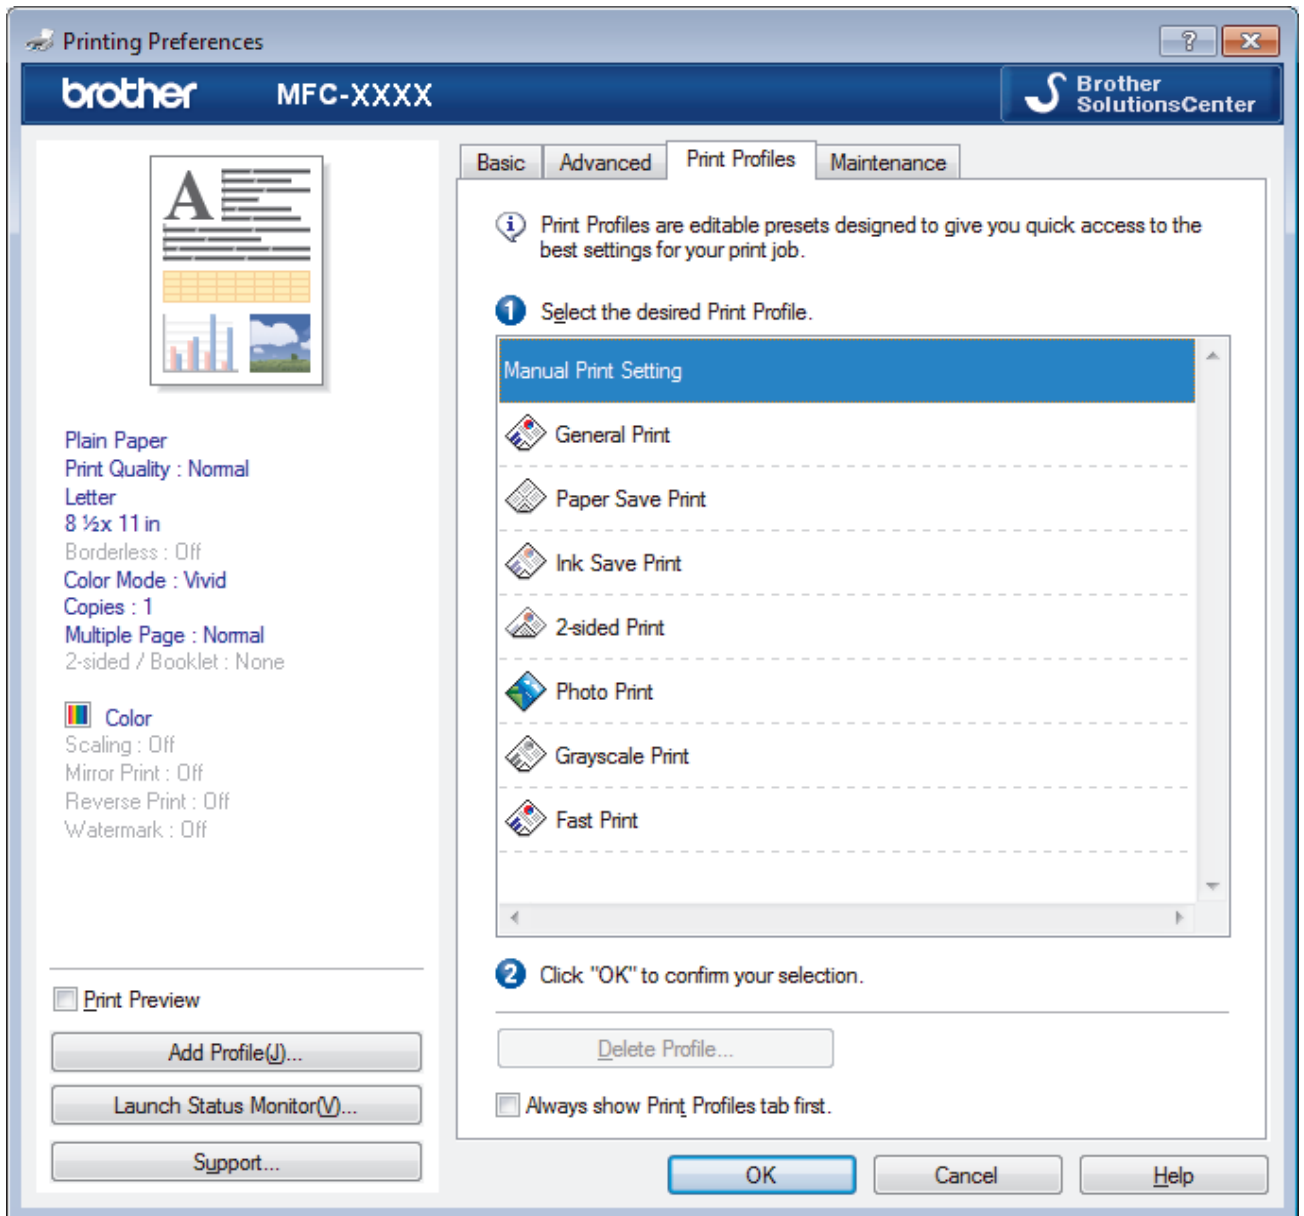 Printing Preferences
brother
MFC-XXXX
Brother
SolutionsCenter
A
Plain Paper
Print Quality : Normal
Letter
8 ½x 11 in
Borderless : Off
Color Mode : Vivid
Copies : 1
Multiple Page : Normal
2-sided / Booklet : None
Color
Scaling : Off
Mirror Print : Off
Reverse Print : Off
Watermark : Off
Print Preview
Add Profile(J)...
Launch Status Monitor(V)...
Support...
Basic
Advanced
Print Profiles
Maintenance
Print Profiles are editable presets designed to give you quick access to the
best settings for your print job.
1 Select the desired Print Profile.
Manual Print Setting
General Print
Paper Save Print
Ink Save Print
2-sided Print
Photo Print
Grayscale Print
Fast Print
2 Click "OK" to confirm your selection.
Delete Profile...
Always show Print Profiles tab first.
OK
Cancel
Help